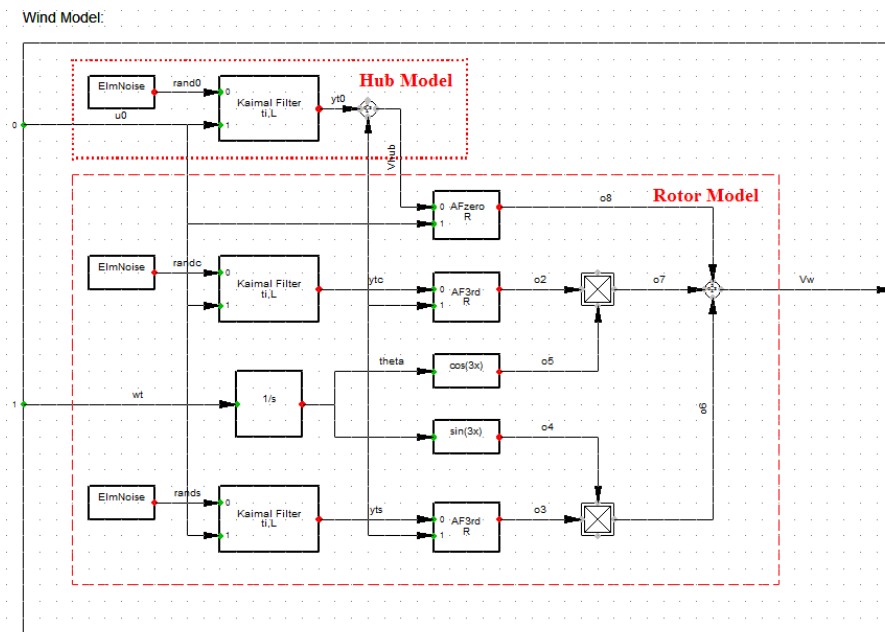 Wind Model:
Hub Model
ElmNoise
rand0
0
Kaimal Filter
ti,L
yt0
u0
0
1
Vhub
Rotor Model
0
AFzero
R
1
o8
ElmNoise
randc
0
Kaimal Filter
ti,L
1
ytc
0
AF3rd
R
1
o2
o7
Vw
theta
cos(3x)
o5
wt
1
1/s
o6
sin(3x)
o4
ElmNoise
rands
0
Kaimal Filter
ti,L
1
yts
0
AF3rd
R
1
o3